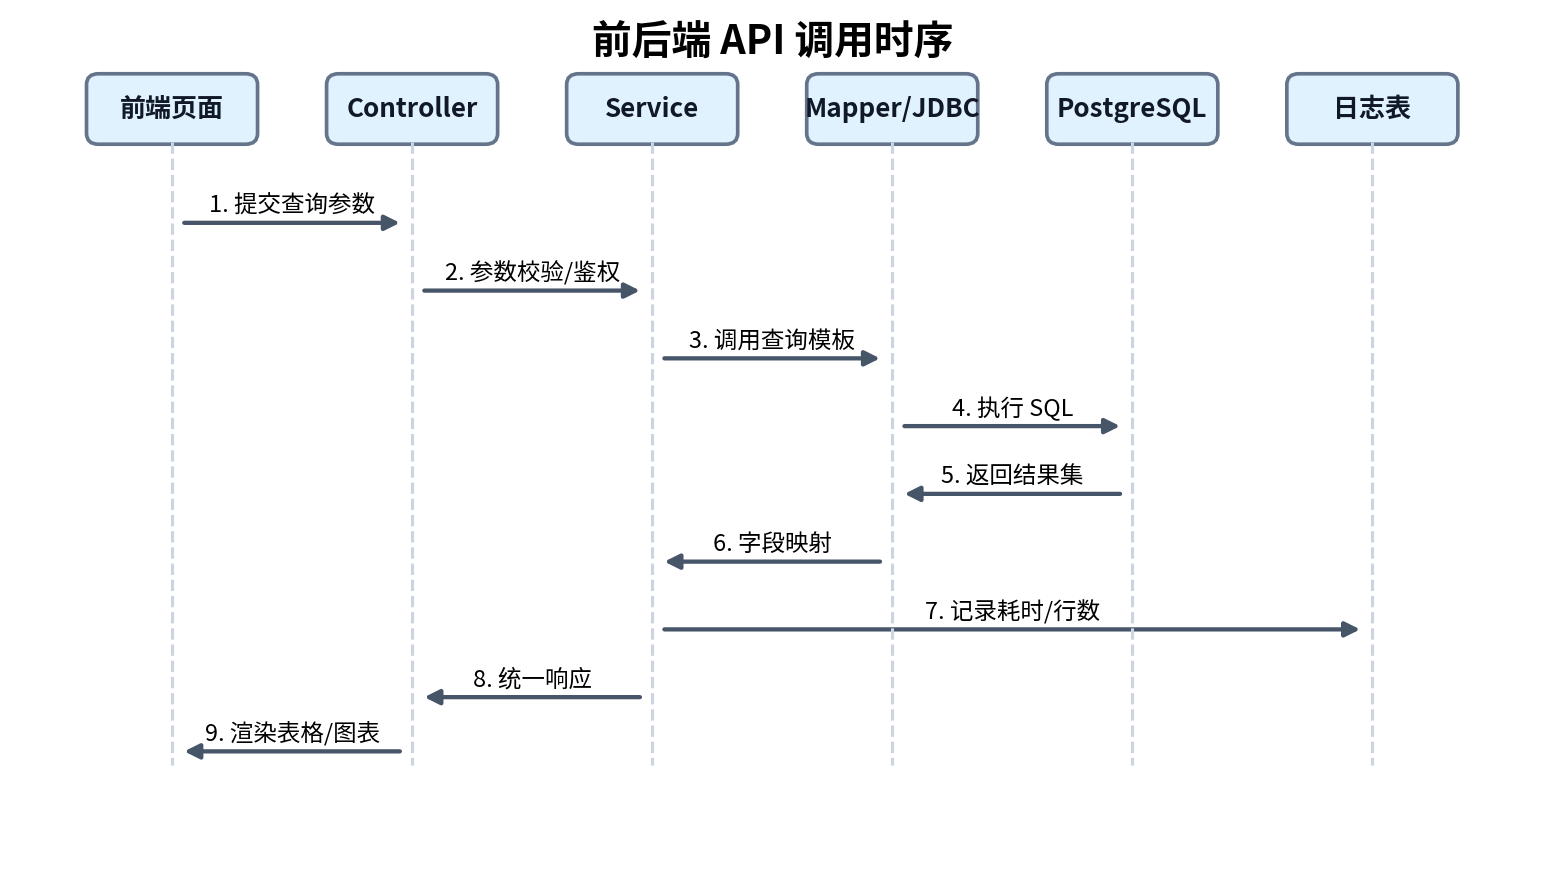 前后端 API 调用时序
前端页面
Controller
Service
Mapper/JDBC
PostgreSQL
日志表
1. 提交查询参数
2. 参数校验/鉴权
3. 调用查询模板
4. 执行 SQL
5. 返回结果集
6. 字段映射
7. 记录耗时/行数
8. 统一响应
9. 渲染表格/图表